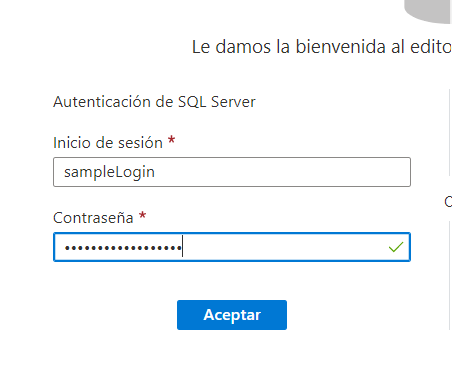 Le damos la bienvenida al edito
Autenticación de SQL Server
Inicio de sesión *
sampleLogin
Contraseña *
••••••••••••••••••
Aceptar